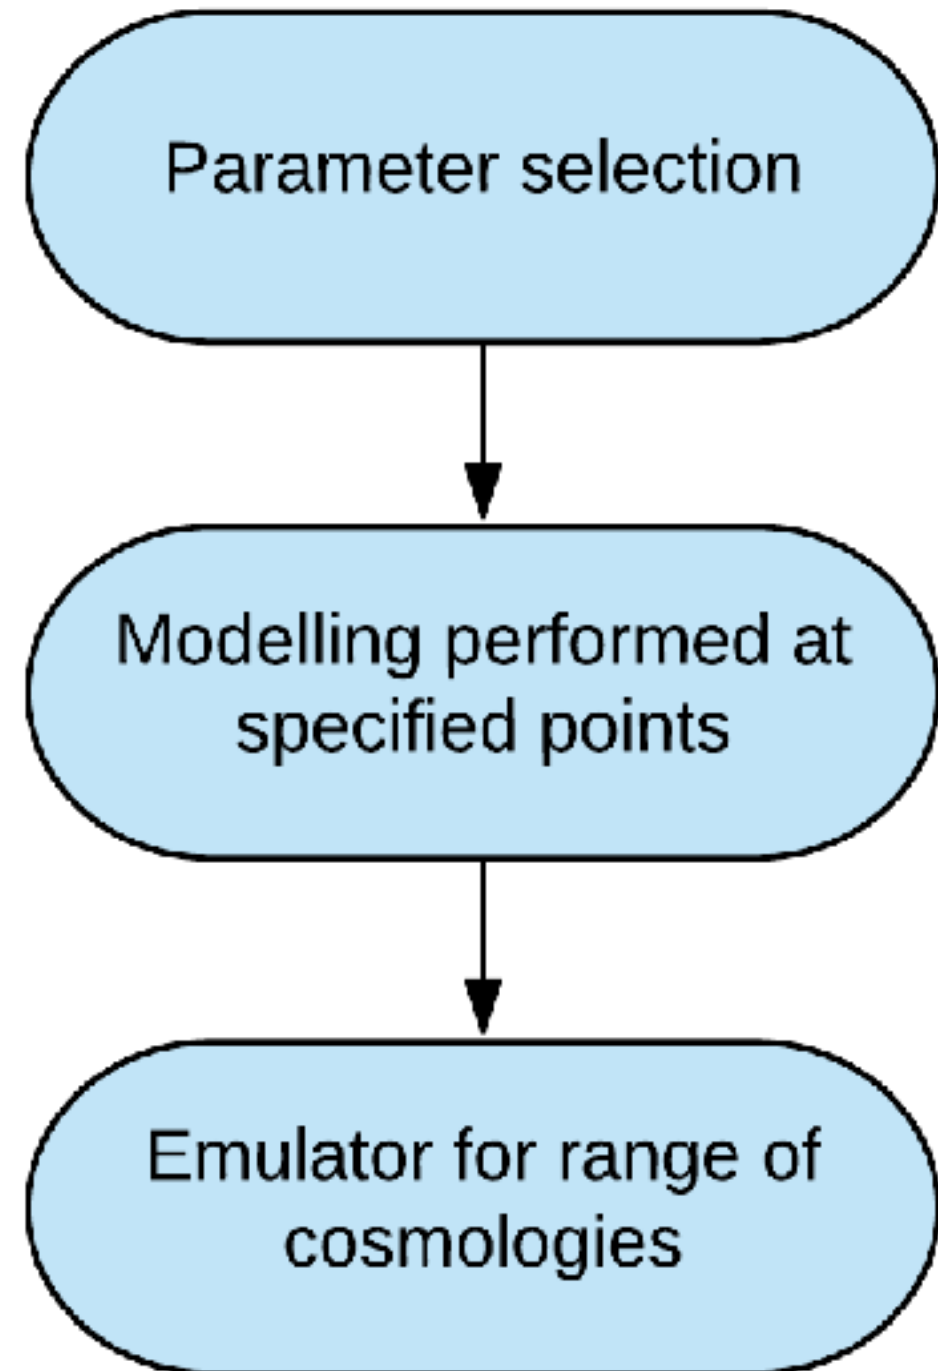 Parameter selection
Modelling performed at
specified points
Emulator for range of
cosmologies